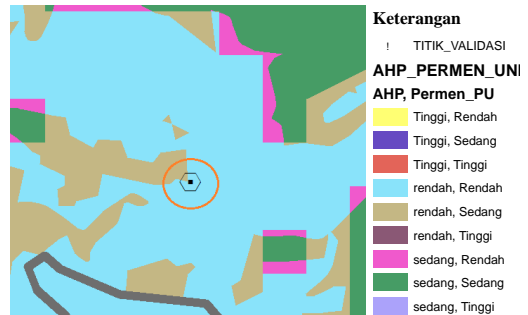 Keterangan
! TITIK_VALIDASI
AHP_PERMEN_UNI
AHP, Permen_PU
Tinggi, Rendah
Tinggi, Sedang
Tinggi, Tinggi
rendah, Rendah
rendah, Sedang
rendah, Tinggi
sedang, Rendah
sedang, Sedang
sedang, Tinggi